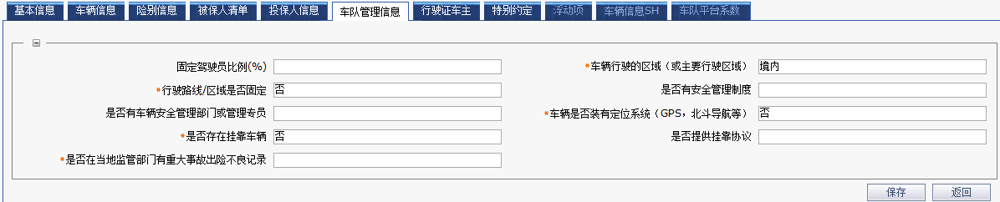 基本信息 车辆信息 险别信息 被保人清单 投保人信息 车队管理信息 行驶证车主 特别约定 浮动项 车辆信息SH 车队平台系数
固定驾驶员比例(%) *车辆行驶的区域（或主要行驶区域） 境内
*行驶路线/区域是否固定 否 是否有安全管理制度
是否有车辆安全管理部门或管理专员 *车辆是否装有定位系统（GPS，北斗导航等） 否
*是否存在挂靠车辆 否 是否提供挂靠协议
*是否在当地监管部门有重大事故出险不良记录
保存 返回